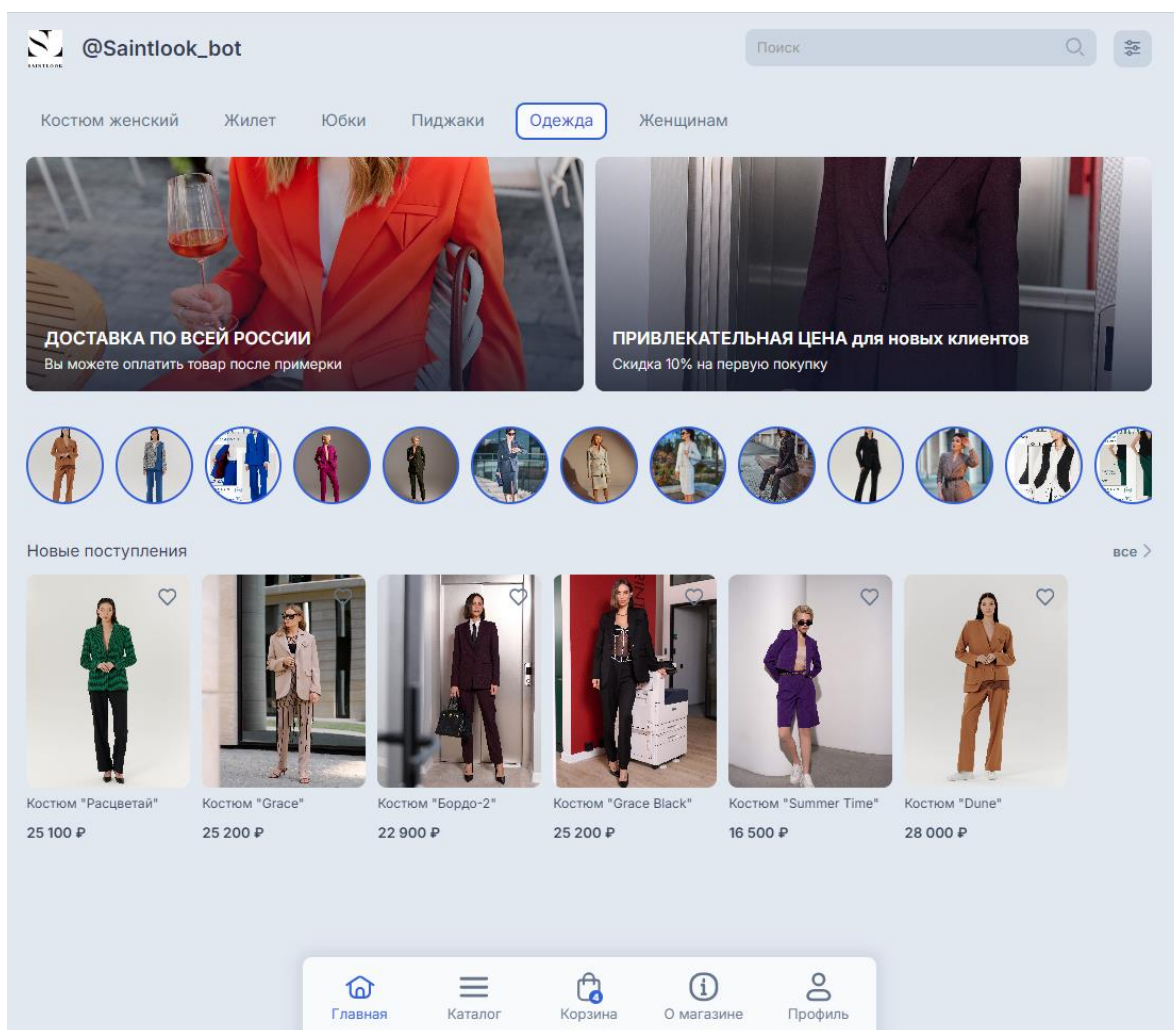 SAINTLOOK
@Saintlook_bot
Поиск
Костюм женский Жилет Юбки Пиджаки Одежда Женщинам
ДОСТАВКА ПО ВСЕЙ РОССИИ
Вы можете оплатить товар после примерки
ПРИВЛЕКАТЕЛЬНАЯ ЦЕНА для новых клиентов
Скидка 10% на первую покупку
Новые поступления
все
Костюм "Расцветай"
25 100 ₽
Костюм "Grace"
25 200 ₽
Костюм "Бордо-2"
22 900 ₽
Костюм "Grace Black"
25 200 ₽
Костюм "Summer Time"
16 500 ₽
Костюм "Dune"
28 000 ₽
4
Главная Каталог Корзина О магазине Профиль